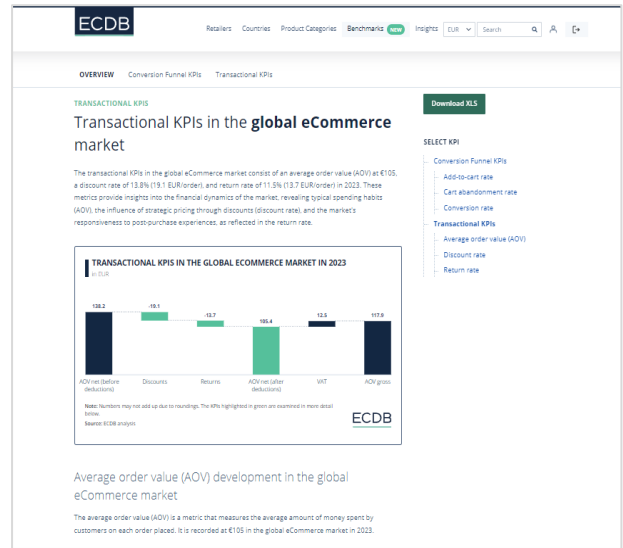 ECDB
Retailers Countries Product Categories Benchmarks NEW Insights EUR Search
OVERVIEW Conversion Funnel KPIs Transactional KPIs
TRANSACTIONAL KPIS
Transactional KPIs in the global eCommerce
market
The transactional KPIs in the global eCommerce market consist of an average order value (AOV) at €105,
a discount rate of 13.8% (19.1 EUR/order), and return rate of 11.5% (13.7 EUR/order) in 2023. These
metrics provide insights into the financial dynamics of the market, revealing typical spending habits
(AOV), the influence of strategic pricing through discounts (discount rate), and the market's
responsiveness to post-purchase experiences, as reflected in the return rate.
TRANSACTIONAL KPIS IN THE GLOBAL ECOMMERCE MARKET IN 2023
in EUR
138.2
-19.1
-13.7
105.4
12.5
117.9
AOV net (before deductions)
Discounts
Returns
AOV net (after deductions)
VAT
AOV gross
Note: Numbers may not add up due to roundings. The KPIs highlighted in green are examined in more detail
below.
Source: ECDB analysis
ECDB
Average order value (AOV) development in the global
eCommerce market
The average order value (AOV) is a metric that measures the average amount of money spent by
customers on each order placed. It is recorded at €105 in the global eCommerce market in 2023.
Download XLS
SELECT KPI
Conversion Funnel KPIs
Add-to-cart rate
Cart abandonment rate
Conversion rate
Transactional KPIs
Average order value (AOV)
Discount rate
Return rate